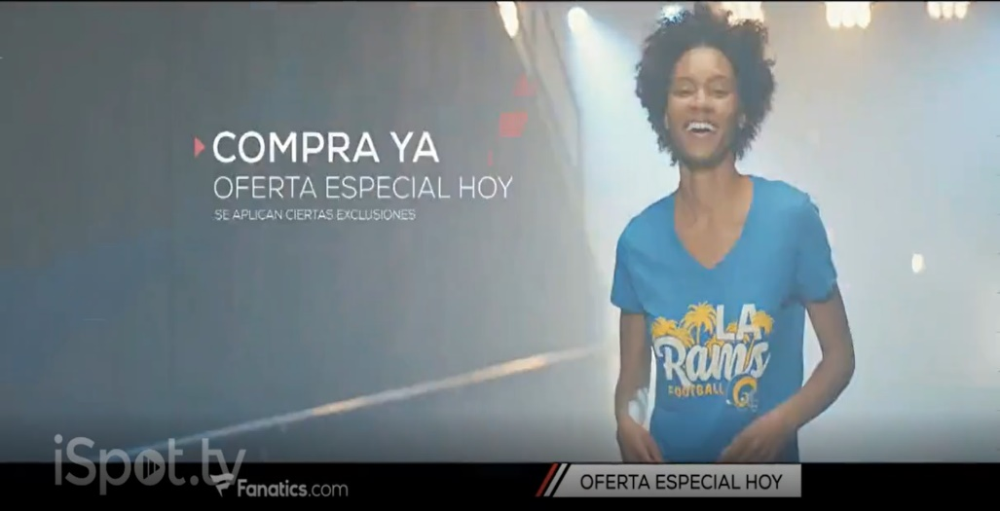 COMPRA YA
OFERTA ESPECIAL HOY
SE APLICAN CIERTAS EXCLUSIONES
LA
Rams
FOOTBALL
iSpot.tv
Fanatics.com
OFERTA ESPECIAL HOY